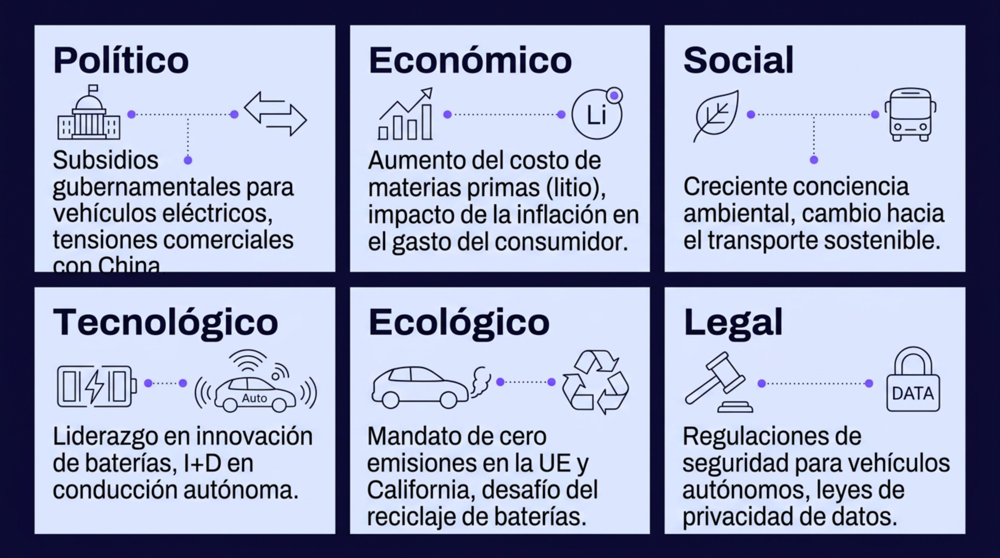 Político
Subsidios
gubernamentales para
vehículos eléctricos,
tensiones comerciales
con China.
Económico
Li
Aumento del costo de
materias primas (litio),
impacto de la inflación en
el gasto del consumidor.
Social
Creciente conciencia
ambiental, cambio hacia
el transporte sostenible.
Tecnológico
Auto
Liderazgo en innovación
de baterías, I+D en
conducción autónoma.
Ecológico
Mandato de cero
emisiones en la UE y
California, desafío del
reciclaje de baterías.
Legal
DATA
Regulaciones de
seguridad para vehículos
autónomos, leyes de
privacidad de datos.